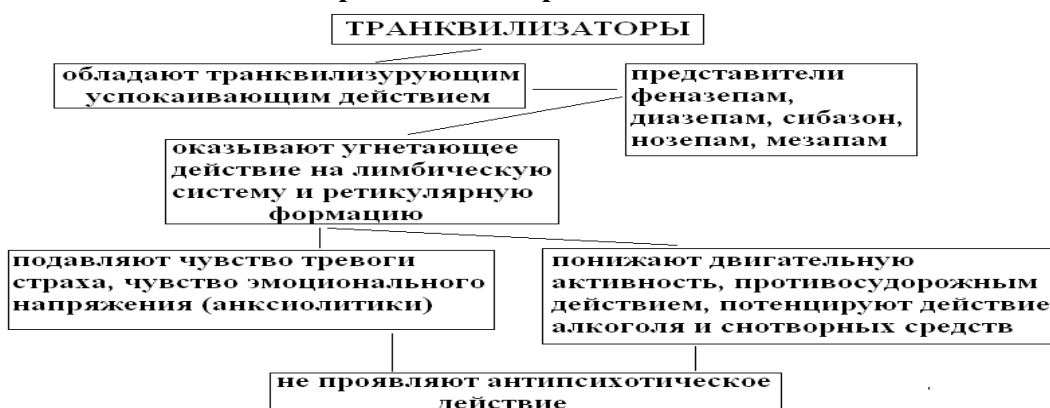 ТРАНКВИЛИЗАТОРЫ
обладают транквилизурующим
успокаивающим действием
представители
феназепам,
диазепам, сибазон,
нозепам, мезапам
оказывают угнетающее
действие на лимбическую
систему и ретикулярную
формацию
подавляют чувство тревоги
страха, чувство эмоционального
напряжения (анксиолитики)
понижают двигательную
активность, противосудорожным
действием, потенцируют действие
алкоголя и снотворных средств
не проявляют антипсихотическое
действие